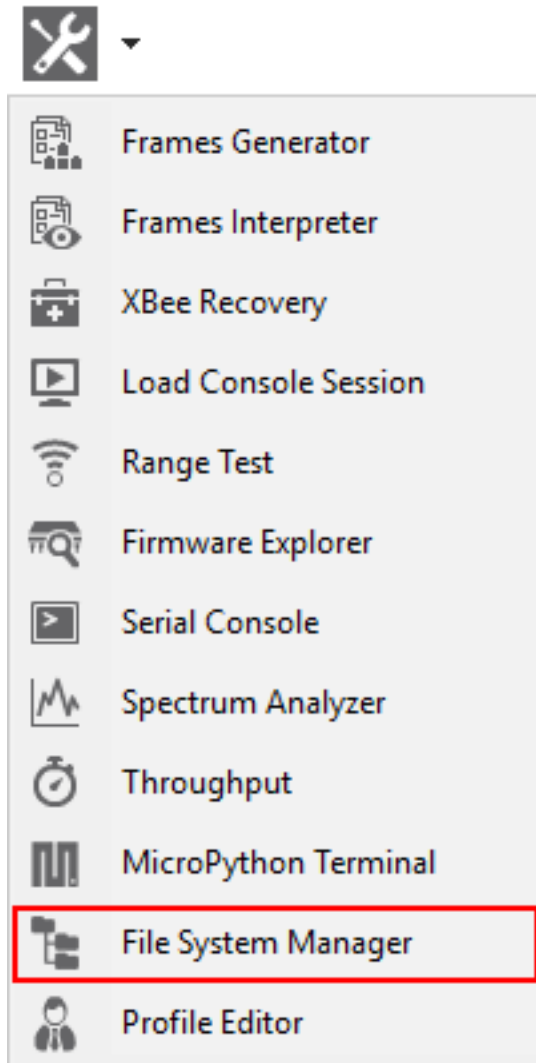 Frames Generator
Frames Interpreter
XBee Recovery
Load Console Session
Range Test
Firmware Explorer
Serial Console
Spectrum Analyzer
Throughput
MicroPython Terminal
File System Manager
Profile Editor